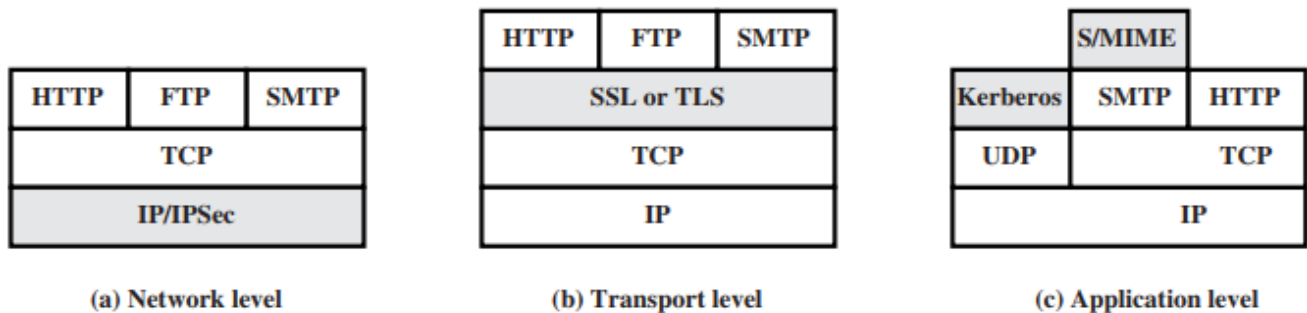 HTTP FTP SMTP
TCP
IP/IPSec
(a) Network level
HTTP FTP SMTP
SSL or TLS
TCP
IP
(b) Transport level
S/MIME
Kerberos SMTP HTTP
UDP TCP
IP
(c) Application level